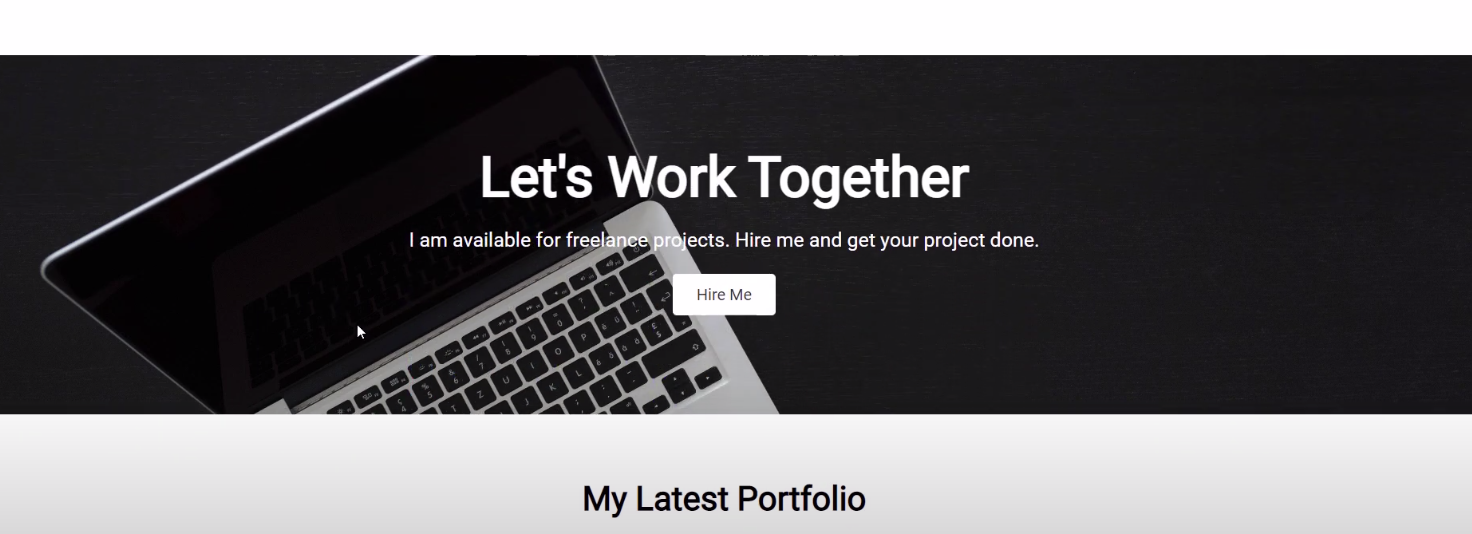 Let's Work Together
I am available for freelance projects. Hire me and get your project done.
Hire Me
My Latest Portfolio